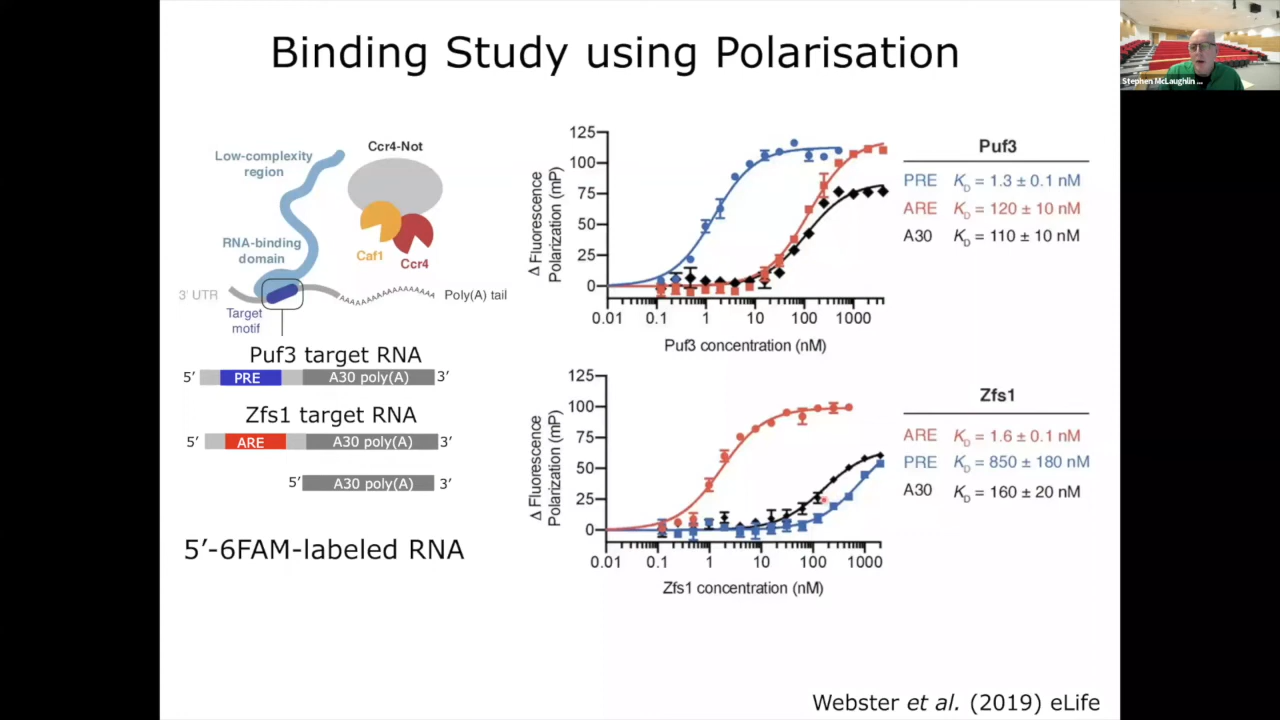 Binding Study using Polarisation
Stephen McLaughlin ...
Low-complexity
region
Ccr4-Not
RNA-binding
domain
Caf1
Ccr4
3′ UTR
Poly(A) tail
Target
motif
Puf3 target RNA
5′ PRE A30 poly(A) 3′
Zfs1 target RNA
5′ ARE A30 poly(A) 3′
5′ A30 poly(A) 3′
5′-6FAM-labeled RNA
Δ Fluorescence
Polarization (mP)
125
100
75
50
25
0
0.01 0.1 1 10 100 1000
Puf3 concentration (nM)
Puf3
PRE K_D = 1.3 ± 0.1 nM
ARE K_D = 120 ± 10 nM
A30 K_D = 110 ± 10 nM
Δ Fluorescence
Polarization (mP)
125
100
75
50
25
0
0.01 0.1 1 10 100 1000
Zfs1 concentration (nM)
Zfs1
ARE K_D = 1.6 ± 0.1 nM
PRE K_D = 850 ± 180 nM
A30 K_D = 160 ± 20 nM
Webster et al. (2019) eLife